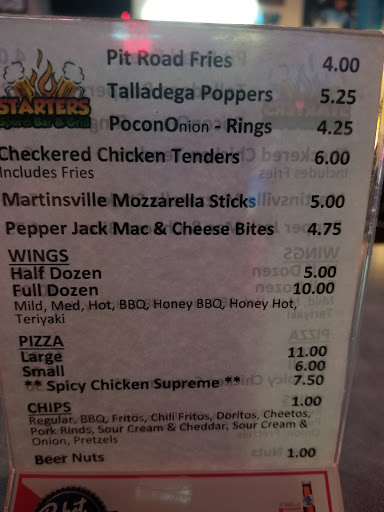 STARTERS
Sports Bar & Grill
Pit Road Fries 4.00
Talladega Poppers 5.25
PoconOnion - Rings 4.25
Checkered Chicken Tenders 6.00
Includes Fries
Martinsville Mozzarella Sticks 5.00
Pepper Jack Mac & Cheese Bites 4.75
WINGS
Half Dozen 5.00
Full Dozen 10.00
Mild, Med, Hot, BBQ, Honey BBQ, Honey Hot,
Teriyaki
PIZZA
Large 11.00
Small 6.00
** Spicy Chicken Supreme ** 7.50
CHIPS 1.00
Regular, BBQ, Fritos, Chili Fritos, Doritos, Cheetos,
Pork Rinds, Sour Cream & Cheddar, Sour Cream &
Onion, Pretzels
Beer Nuts 1.00
Pabst